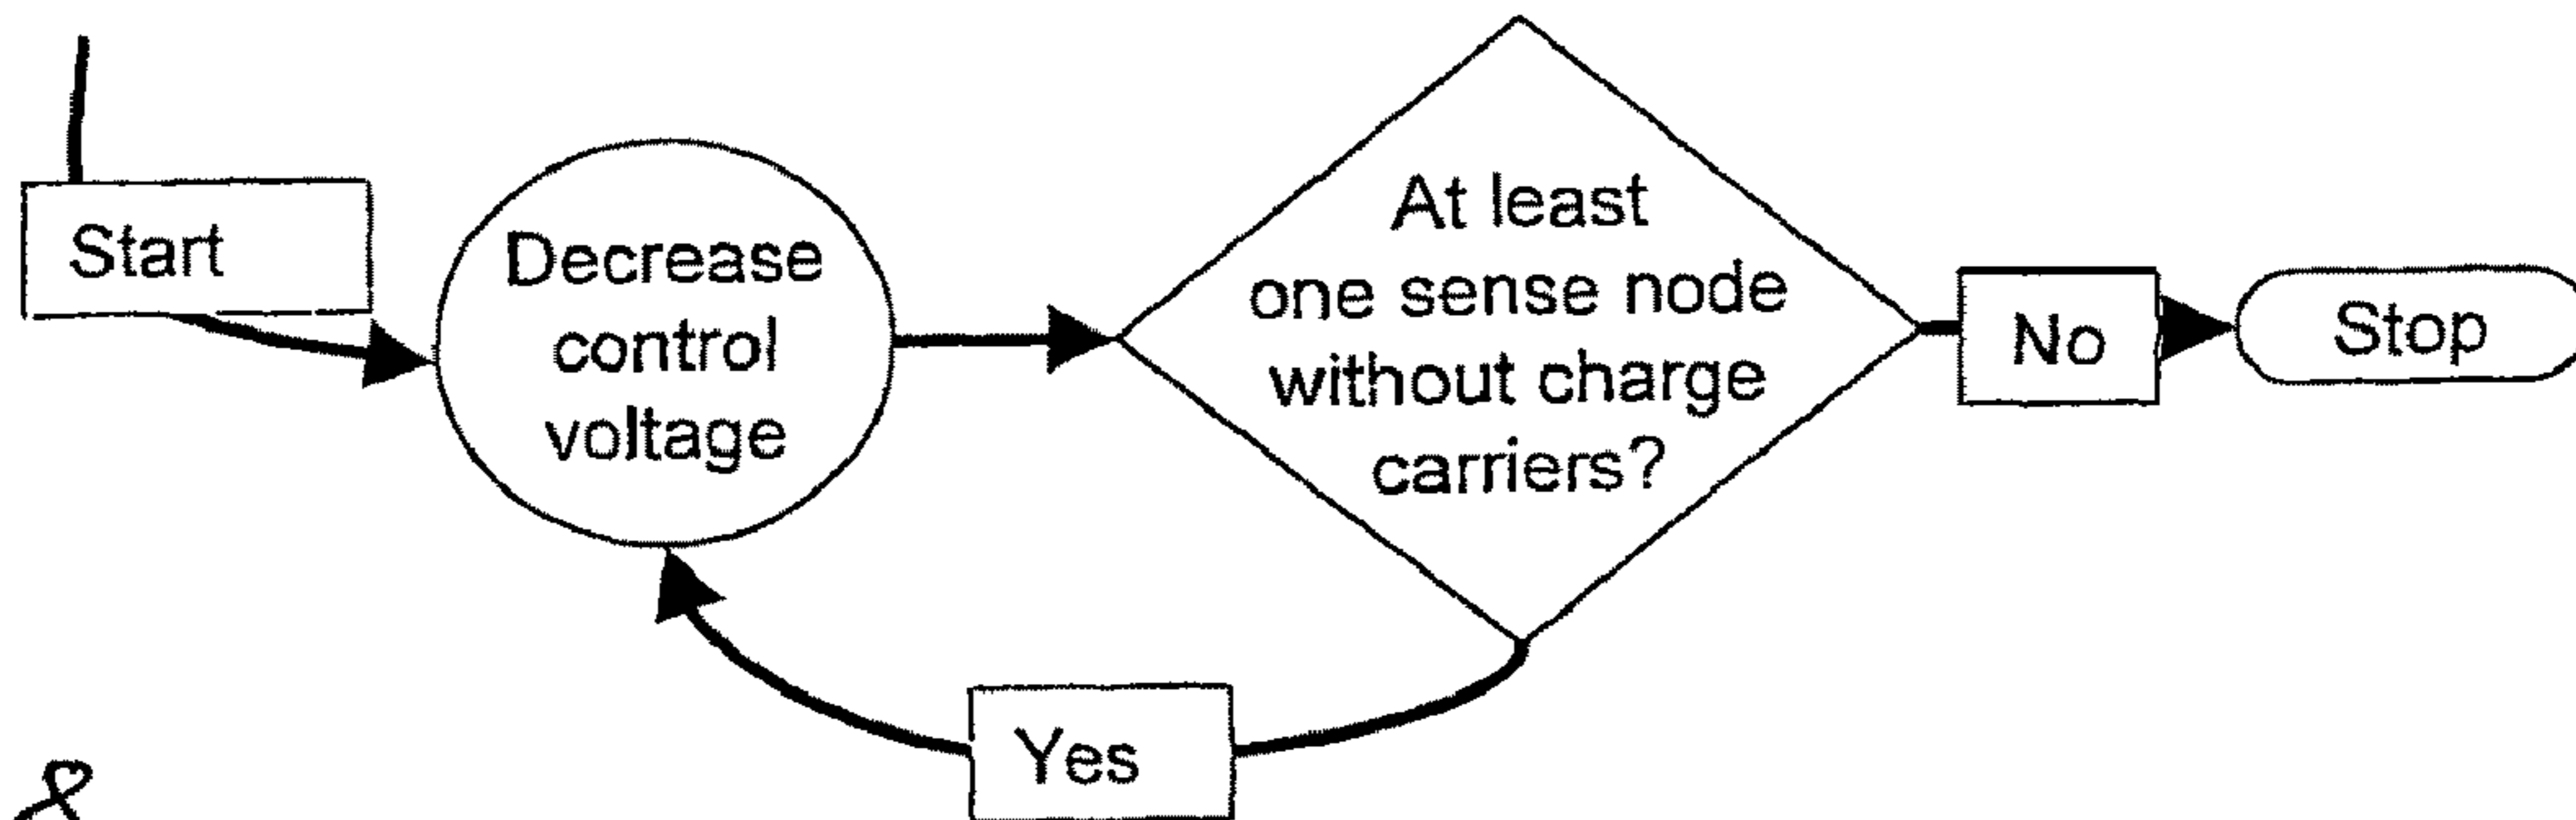 Start
Decrease
control
voltage
At least
one sense node
without charge
carriers?
No
Stop
Yes